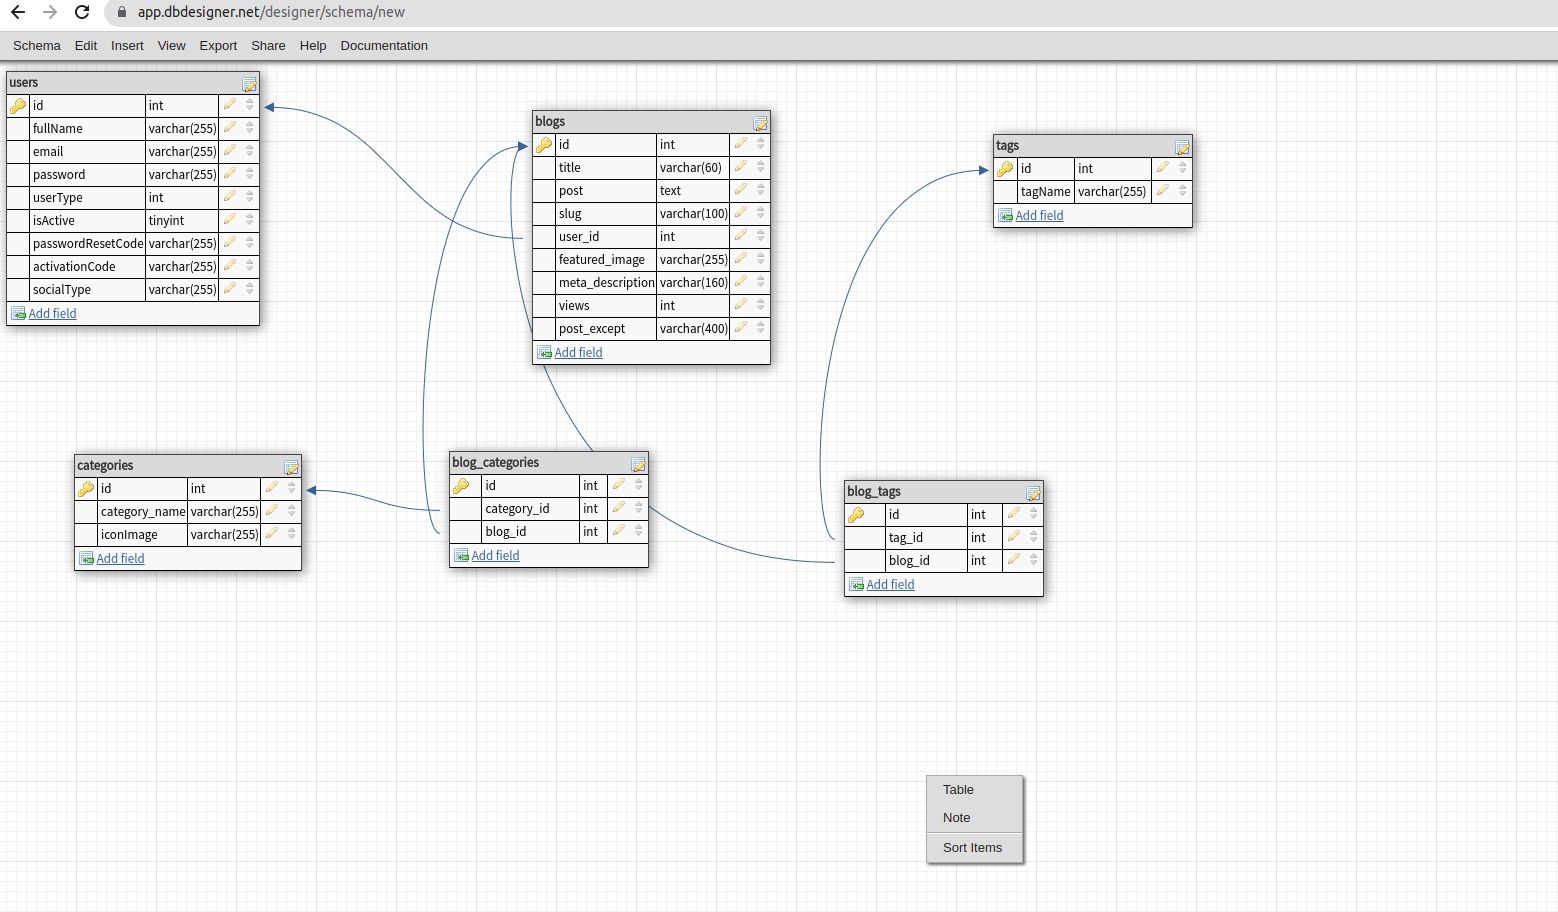 app.dbdesigner.net/designer/schema/new
Schema Edit Insert View Export Share Help Documentation
users
id int
fullName varchar(255)
email varchar(255)
password varchar(255)
userType int
isActive tinyint
passwordResetCode varchar(255)
activationCode varchar(255)
socialType varchar(255)
Add field
blogs
id int
title varchar(60)
post text
slug varchar(100)
user_id int
featured_image varchar(255)
meta_description varchar(160)
views int
post_except varchar(400)
Add field
tags
id int
tagName varchar(255)
Add field
categories
id int
category_name varchar(255)
iconImage varchar(255)
Add field
blog_categories
id int
category_id int
blog_id int
Add field
blog_tags
id int
tag_id int
blog_id int
Add field
Table
Note
Sort Items